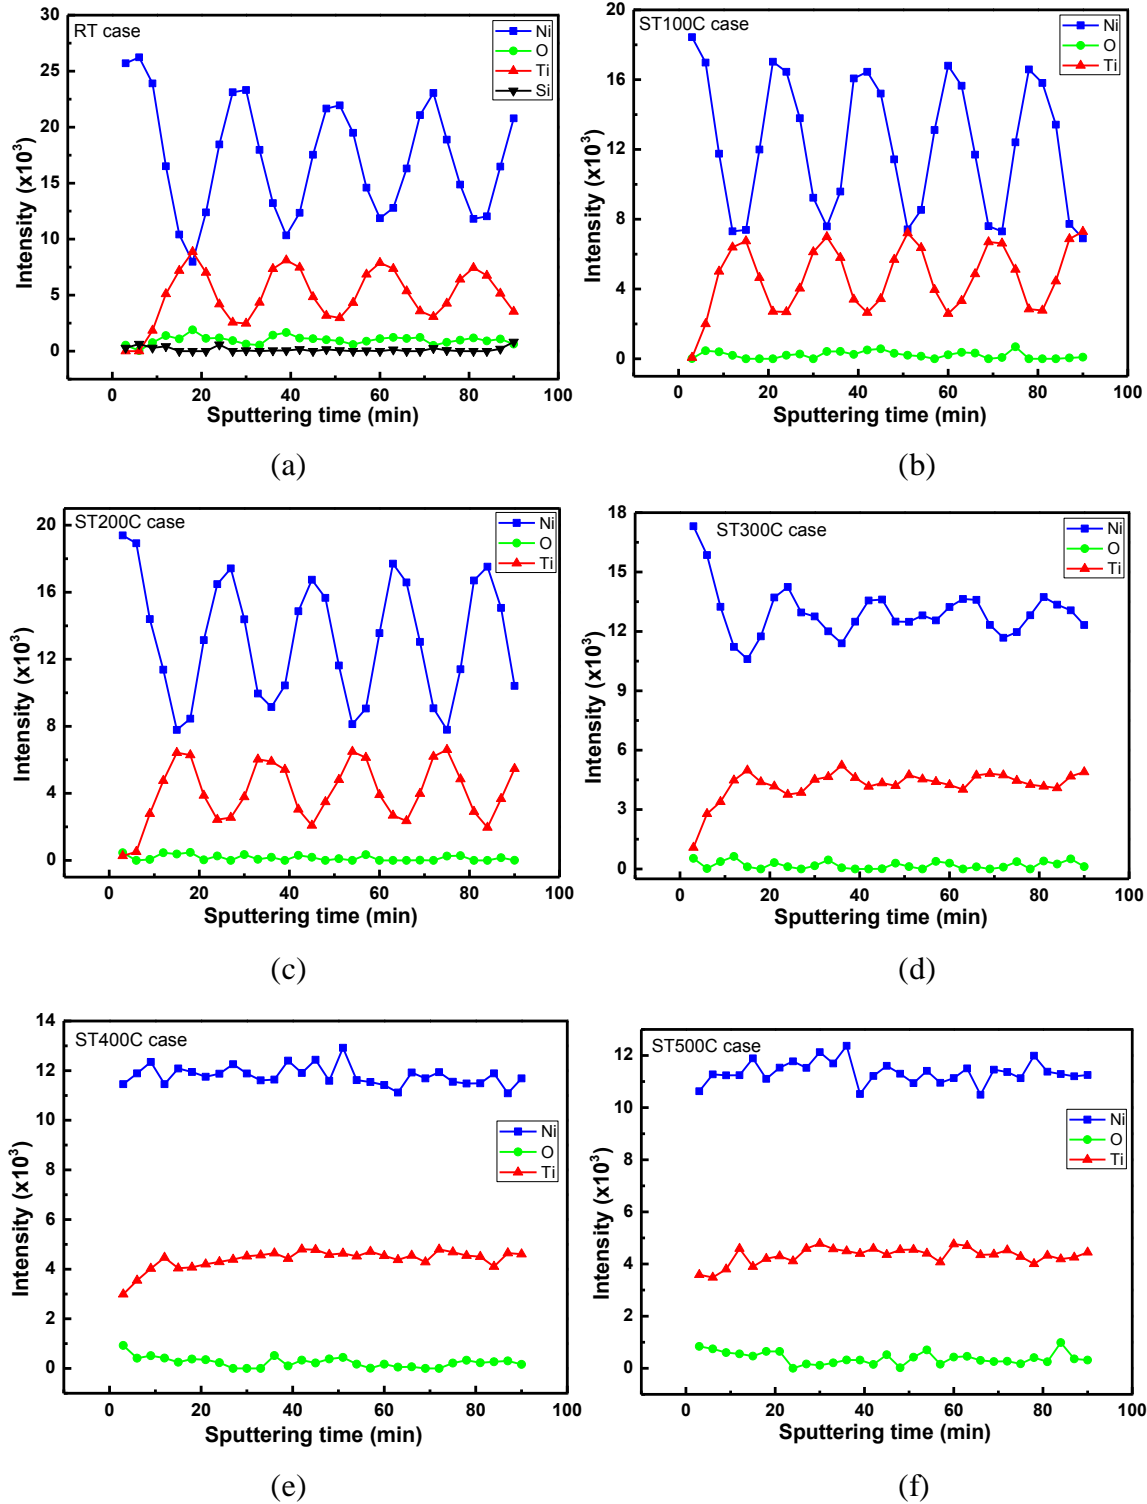 RT case
Ni
O
Ti
Si
30
25
20
15
10
5
0
Intensity (x10³)
0 20 40 60 80 100
Sputtering time (min)
(a)
ST100C case
Ni
O
Ti
20
16
12
8
4
0
Intensity (x10³)
0 20 40 60 80 100
Sputtering time (min)
(b)
ST200C case
Ni
O
Ti
20
16
12
8
4
0
Intensity (x10³)
0 20 40 60 80 100
Sputtering time (min)
(c)
ST300C case
Ni
O
Ti
18
15
12
9
6
3
0
Intensity (x10³)
0 20 40 60 80 100
Sputtering time (min)
(d)
ST400C case
Ni
O
Ti
14
12
10
8
6
4
2
0
Intensity (x10³)
0 20 40 60 80 100
Sputtering time (min)
(e)
ST500C case
Ni
O
Ti
12
10
8
6
4
2
0
Intensity (x10³)
0 20 40 60 80 100
Sputtering time (min)
(f)